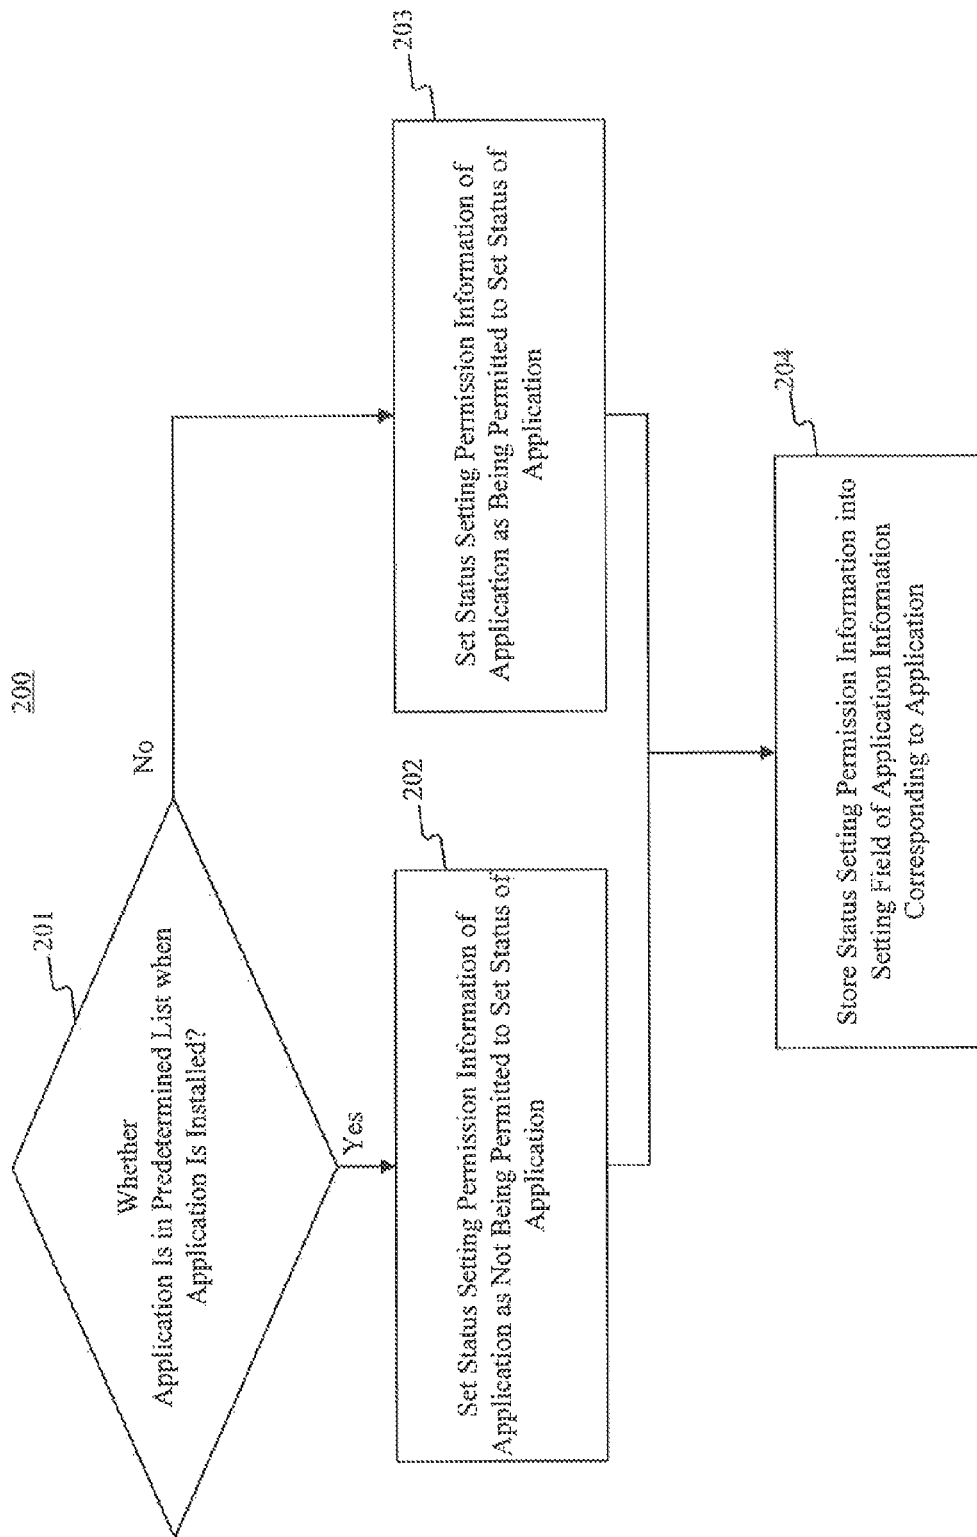 200
201
Whether
Application Is in Predetermined List when
Application Is Installed?
No
Yes
202
Set Status Setting Permission Information of
Application as Not Being Permitted to Set Status of
Application
203
Set Status Setting Permission Information of
Application as Being Permitted to Set Status of
Application
204
Store Status Setting Permission Information into
Setting Field of Application Information
Corresponding to Application